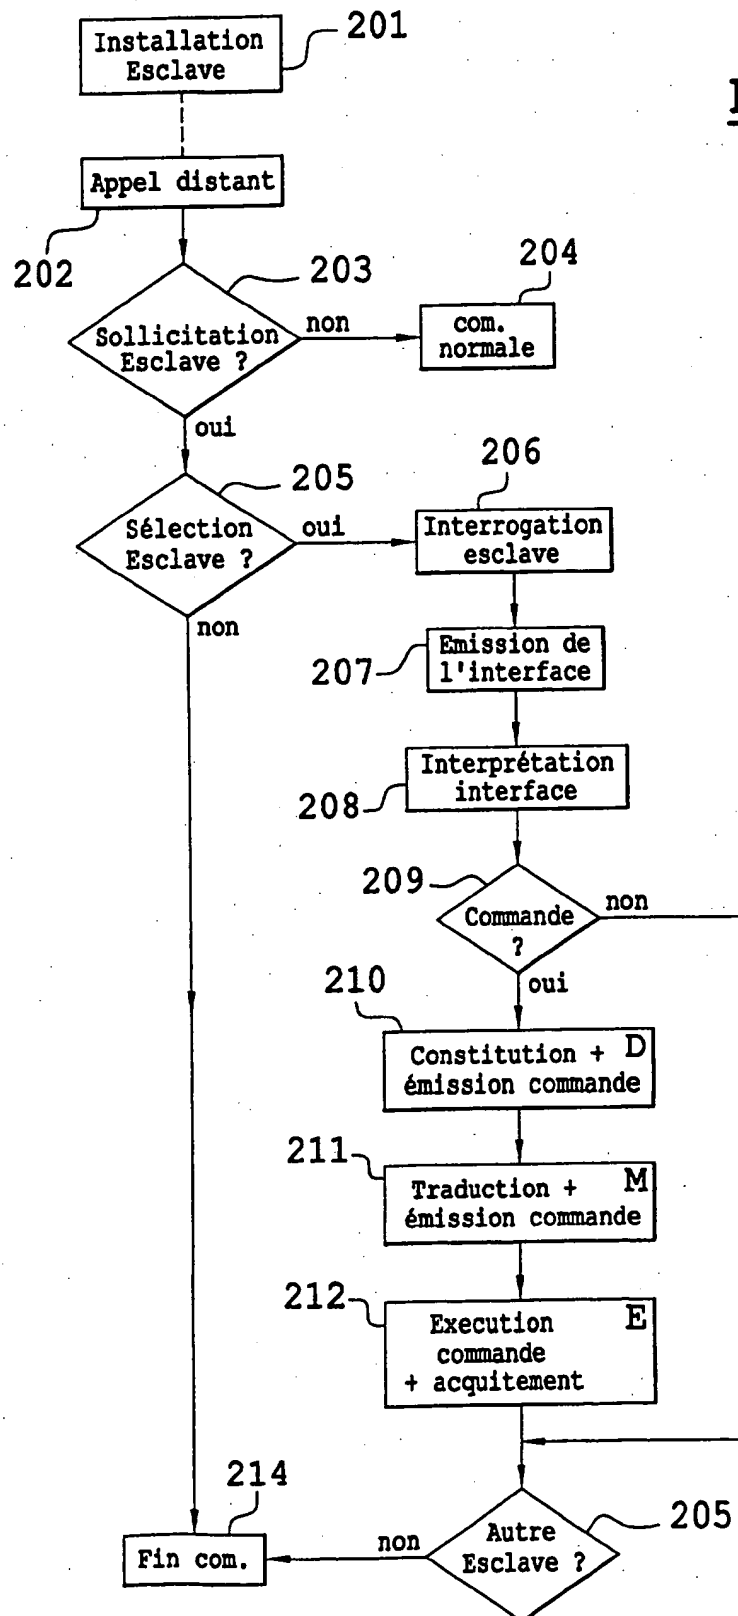 Installation
Esclave
201
Appel distant
202
203
204
Sollicitation
Esclave ?
non
com.
normale
oui
205
206
Sélection
Esclave ?
oui
Interrogation
esclave
non
207
Emission de
l'interface
208
Interprétation
interface
209
Commande
?
non
oui
210
Constitution + D
émission commande
211
Traduction + M
émission commande
212
Execution E
commande
+ acquitement
214
205
Autre
Esclave ?
non
Fin com.